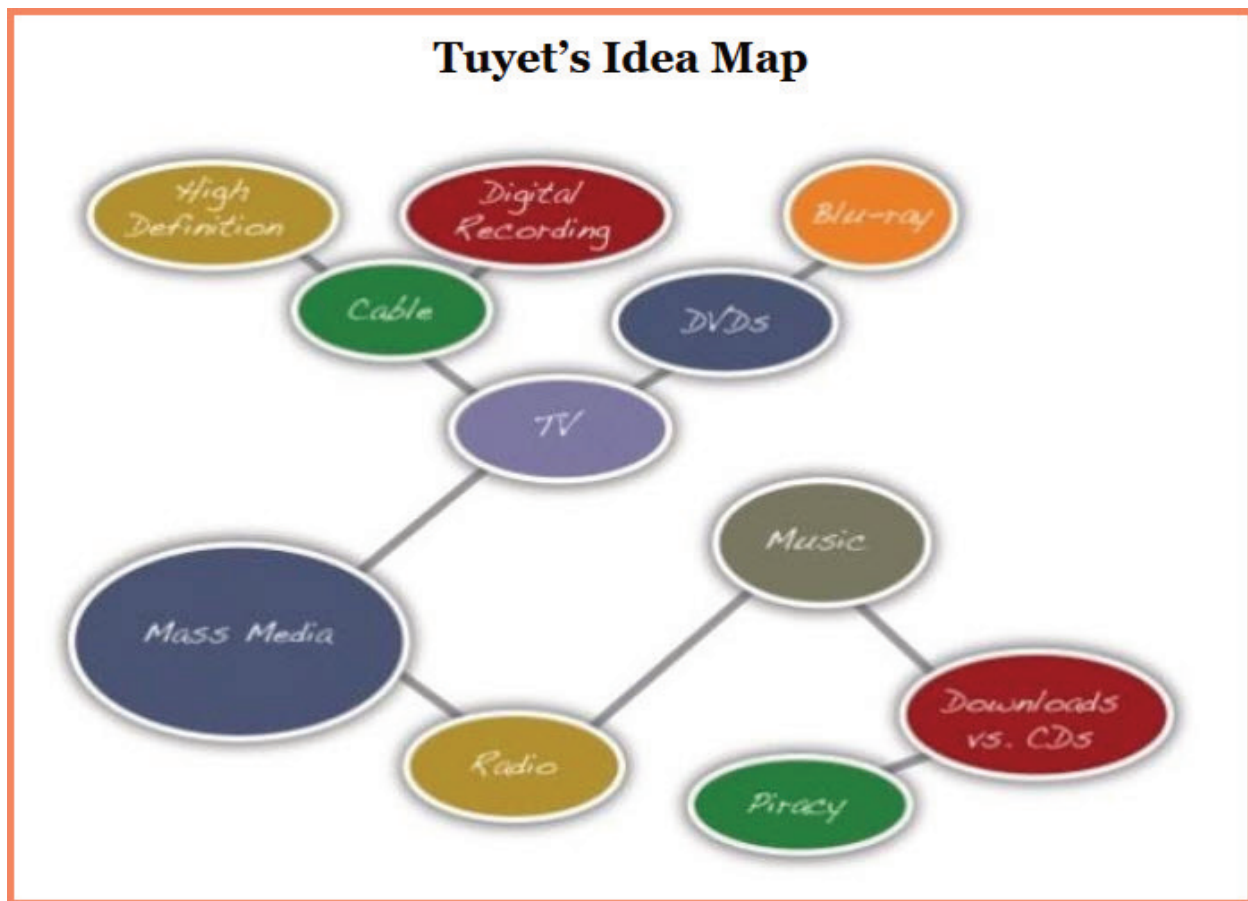 Tuyet’s Idea Map
High
Definition
Digital
Recording
Blu-ray
Cable
DVDs
TV
Music
Mass Media
Downloads
vs. CDs
Radio
Piracy